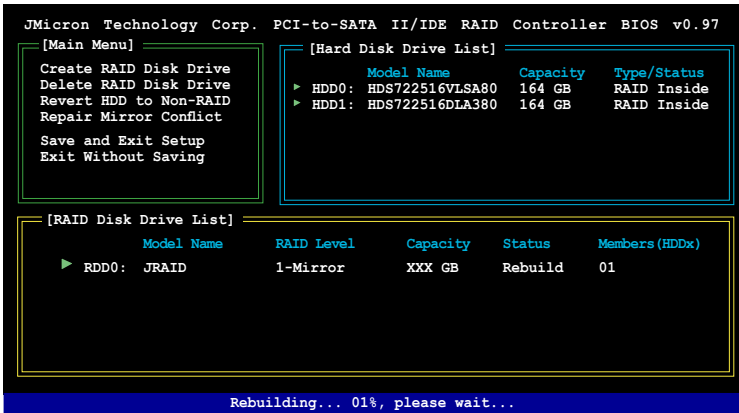 JMicron Technology Corp. PCI-to-SATA II/IDE RAID Controller BIOS v0.97
[Main Menu]
Create RAID Disk Drive
Delete RAID Disk Drive
Revert HDD to Non-RAID
Repair Mirror Conflict
Save and Exit Setup
Exit Without Saving
[Hard Disk Drive List]
Model Name Capacity Type/Status
HDD0: HDS722516VLSA80 164 GB RAID Inside
HDD1: HDS722516DLA380 164 GB RAID Inside
[RAID Disk Drive List]
Model Name RAID Level Capacity Status Members(HDDx)
RDD0: JRAID 1-Mirror XXX GB Rebuild 01
Rebuilding... 01%, please wait...